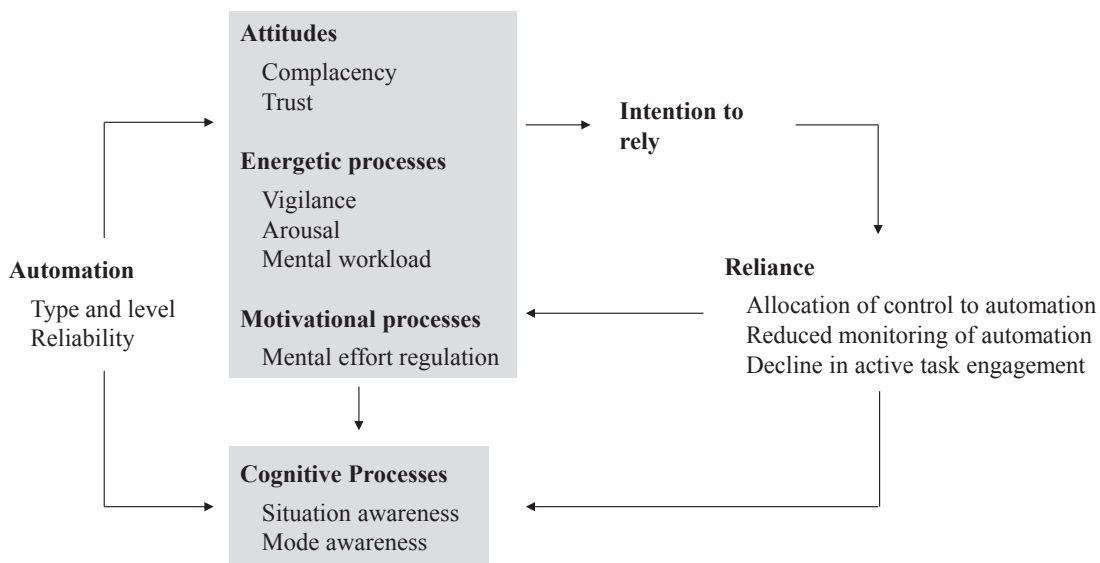 Attitudes
Complacency
Trust
Energetic processes
Vigilance
Arousal
Mental workload
Motivational processes
Mental effort regulation
Intention to
rely
Automation
Type and level
Reliability
Reliance
Allocation of control to automation
Reduced monitoring of automation
Decline in active task engagement
Cognitive Processes
Situation awareness
Mode awareness